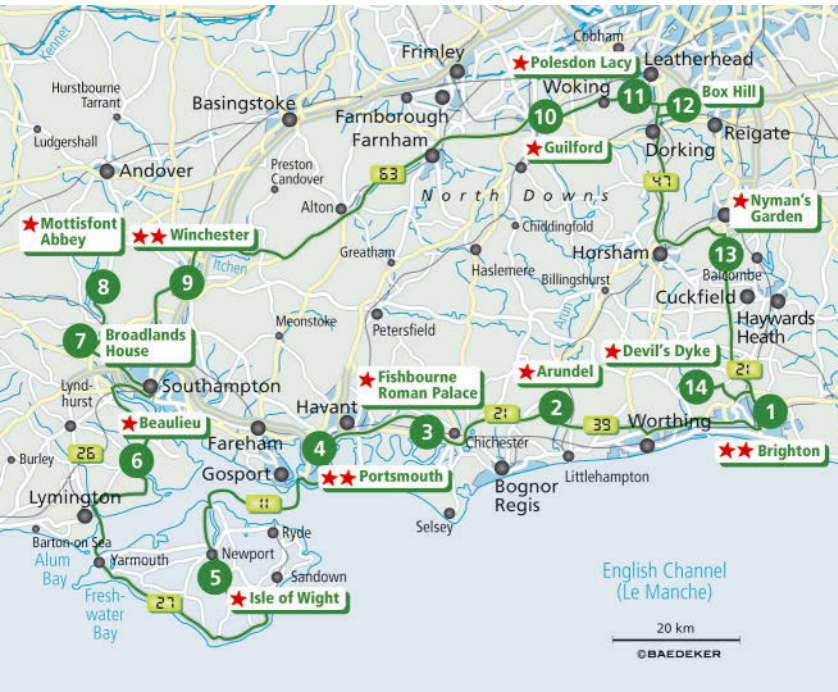 Kennet
Cobham
Frimley
Leatherhead
★ Polesdon Lacy
Hurstbourne
Tarrant
Woking
Box Hill
11
12
Basingstoke
Farnborough
10
Reigate
Ludgershall
Farnham
★ Guilford
Dorking
Andover
Preston
Candover
63
47
North Downs
★ Nyman's
Garden
Alton
★ Mottisfont
Abbey
★★ Winchester
Chiddingfold
Itchen
Greatham
Horsham
13
Haslemere
Billingshurst
Balcombe
8
9
Cuckfield
Arun
Meonstoke
Petersfield
Haywards
Heath
7
Broadlands
House
★ Devil's Dyke
★ Arundel
21
★ Fishbourne
Roman Palace
Lynd-
hurst
Southampton
14
Havant
2
1
21
★ Beaulieu
39
Worthing
3
Fareham
4
Chichester
26
★★ Brighton
Burley
6
Gosport
★★ Portsmouth
Littlehampton
Bognor
Regis
Lymington
11
Selsey
Barton-on Sea
Ryde
Alum
Bay
Yarmouth
Newport
English Channel
(Le Manche)
5
Sandown
Fresh-
water
Bay
27
★ Isle of Wight
20 km
©BAEDEKER